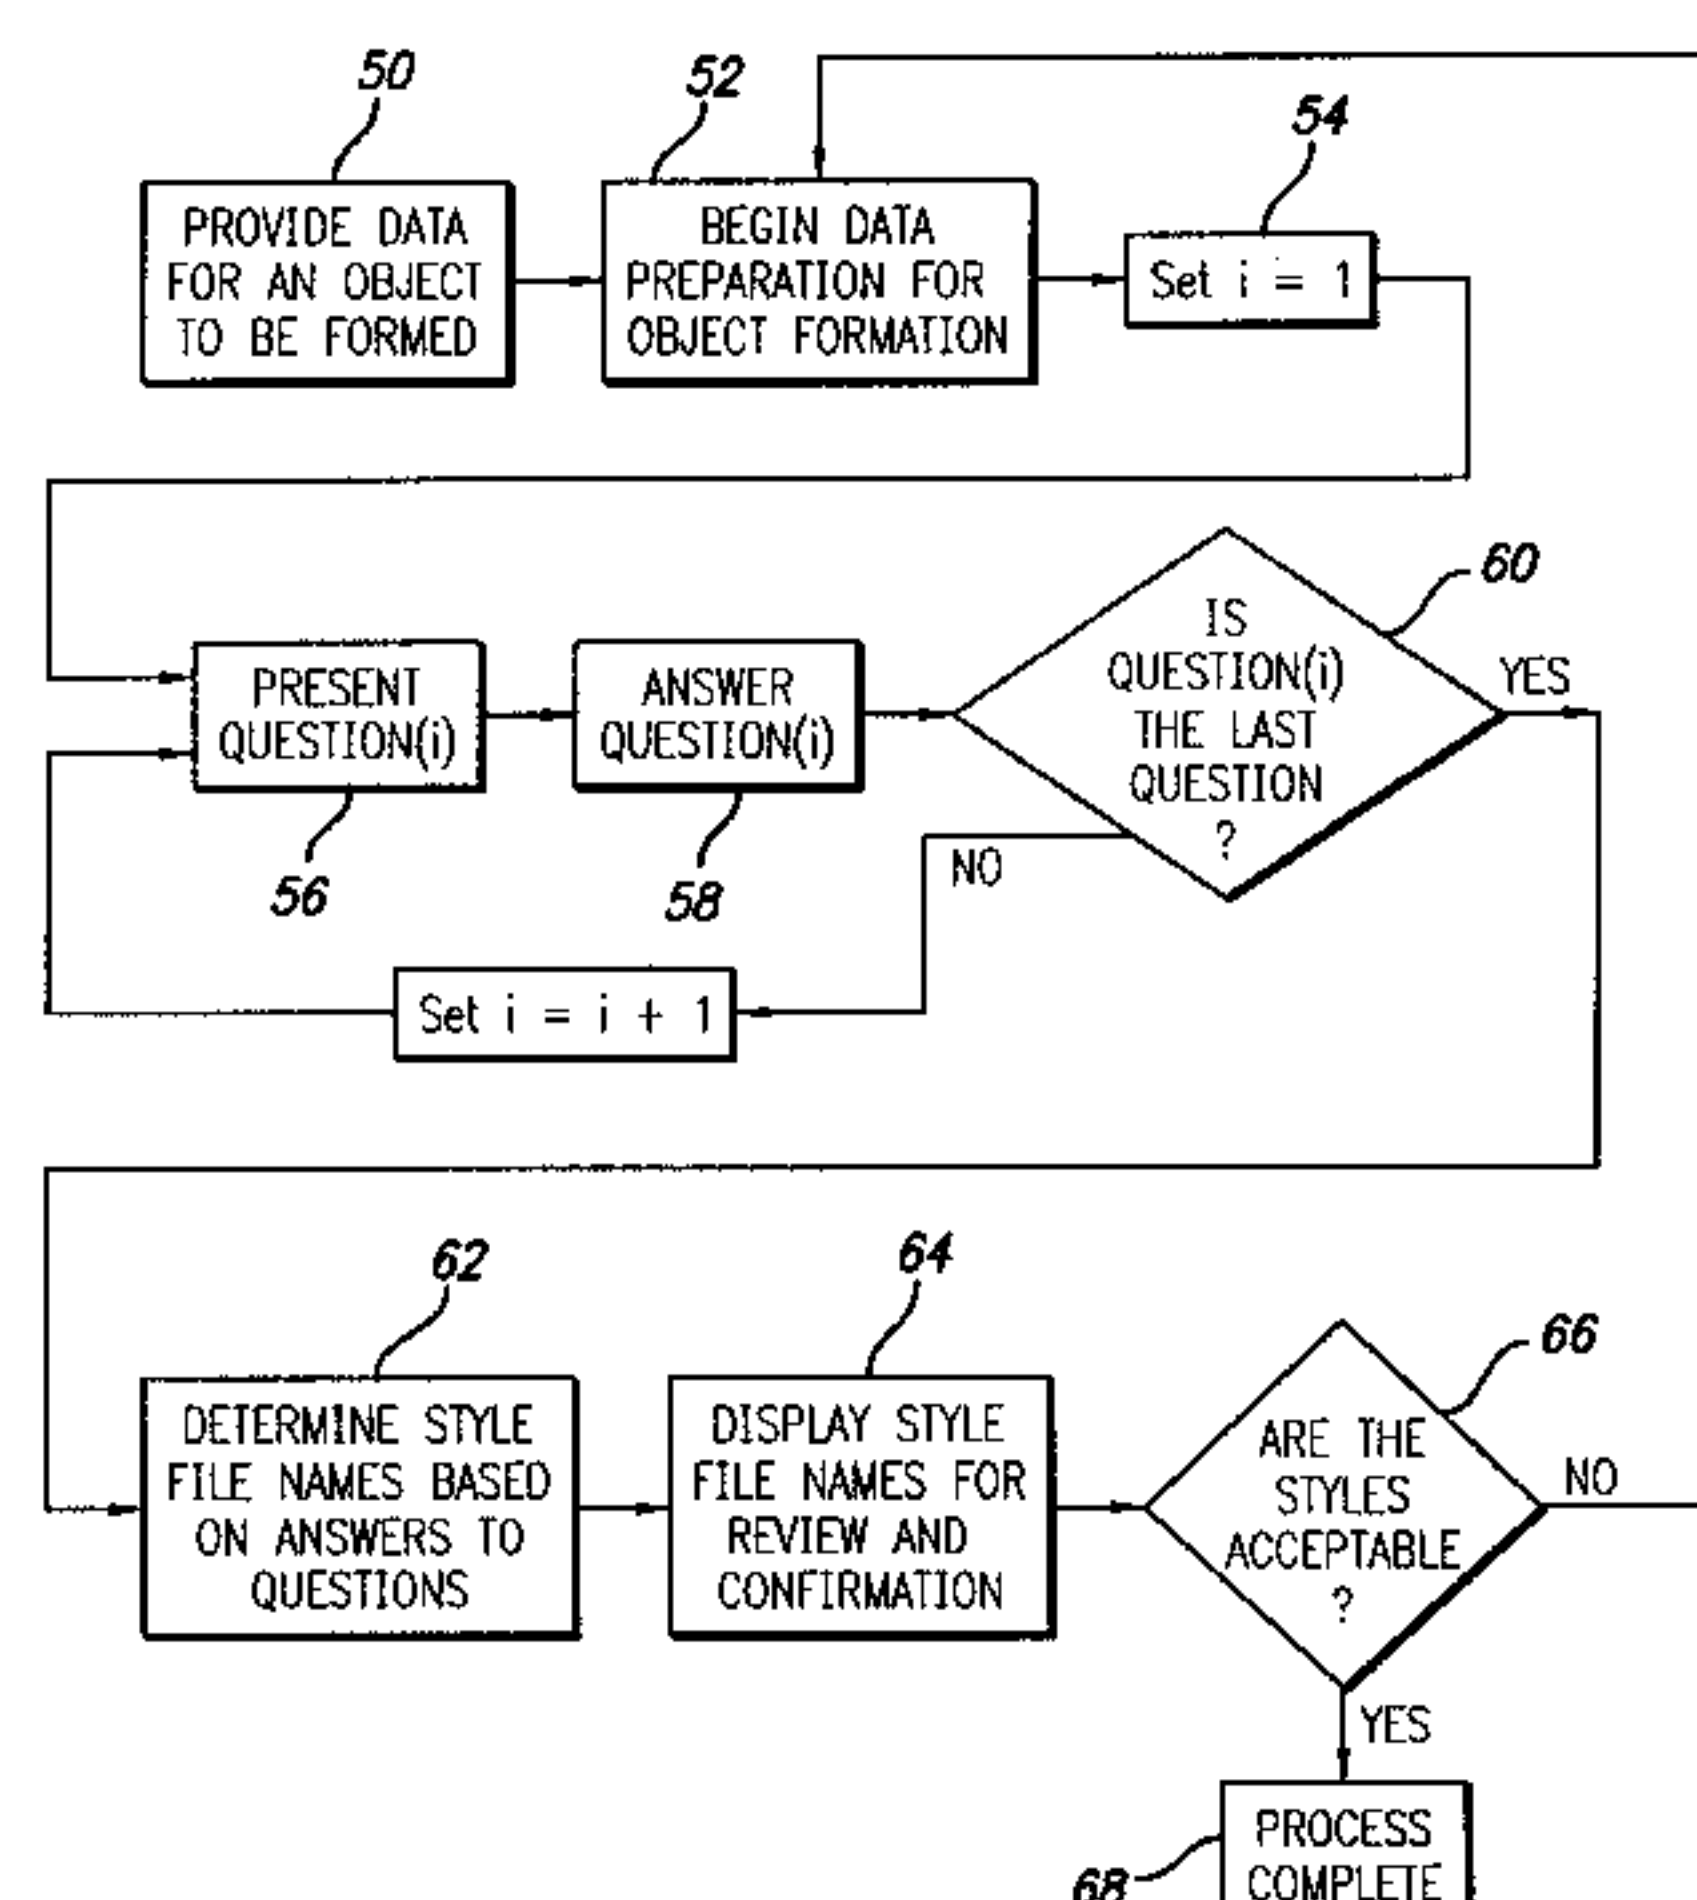 50
52
54
PROVIDE DATA
FOR AN OBJECT
TO BE FORMED
BEGIN DATA
PREPARATION FOR
OBJECT FORMATION
Set i = 1
60
PRESENT
QUESTION(i)
ANSWER
QUESTION(i)
IS
QUESTION(i)
THE LAST
QUESTION
?
YES
NO
56
58
Set i = i + 1
62
64
66
DETERMINE STYLE
FILE NAMES BASED
ON ANSWERS TO
QUESTIONS
DISPLAY STYLE
FILE NAMES FOR
REVIEW AND
CONFIRMATION
ARE THE
STYLES
ACCEPTABLE
?
NO
YES
68
PROCESS
COMPLETE